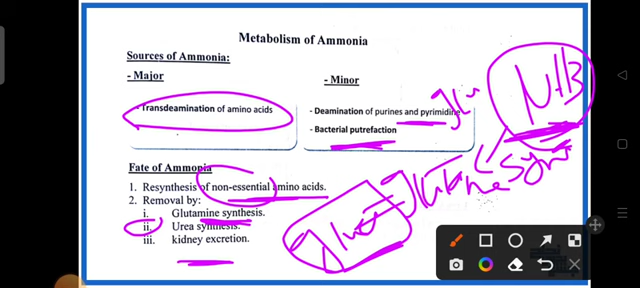 Metabolism of Ammonia
Sources of Ammonia:
- Major
- Minor
- Transdeamination of amino acids
- Deamination of purines and pyrimidine
- Bacterial putrefaction
NH3
Fate of Ammonia
1. Resynthesis of non-essential amino acids.
2. Removal by:
i. Glutamine synthesis.
ii. Urea synthesis.
iii. kidney excretion.